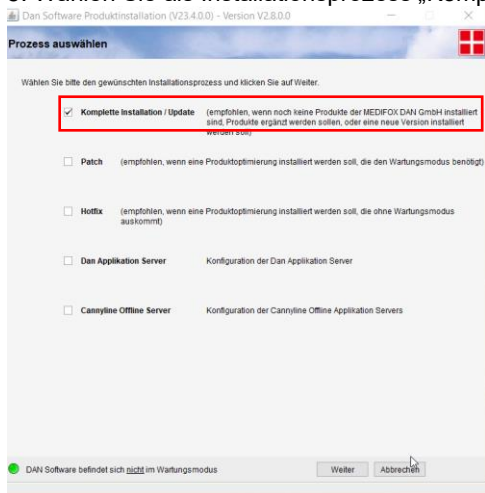 Dan Software Produktinstallation (V23.4.0.0) - Version V2.8.0.0
Prozess auswählen
Wählen Sie bitte den gewünschten Installationsprozess und klicken Sie auf Weiter.
Komplette Installation / Update (empfohlen, wenn noch keine Produkte der MEDIFOX DAN GmbH installiert
sind, Produkte ergänzt werden sollen, oder eine neue Version installiert
werden soll)
Patch (empfohlen, wenn eine Produktoptimierung installiert werden soll, die den Wartungsmodus benötigt)
Hotfix (empfohlen, wenn eine Produktoptimierung installiert werden soll, die ohne Wartungsmodus
auskommt)
Dan Applikation Server Konfiguration der Dan Application Server
Cannyline Offline Server Konfiguration der Cannyline Offline Application Servers
DAN Software befindet sich nicht im Wartungsmodus Weiter Abbrechen